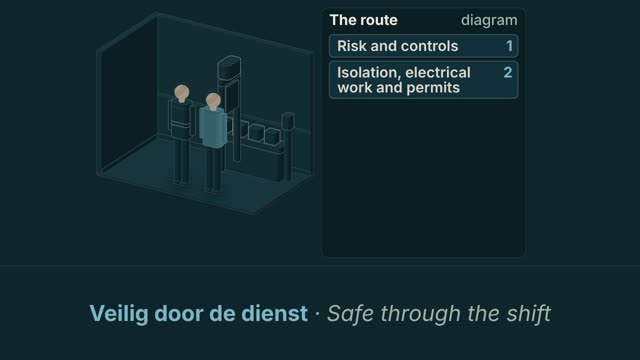 The route
diagram
Risk and controls
1
Isolation, electrical
work and permits
2
Veilig door de dienst · Safe through the shift